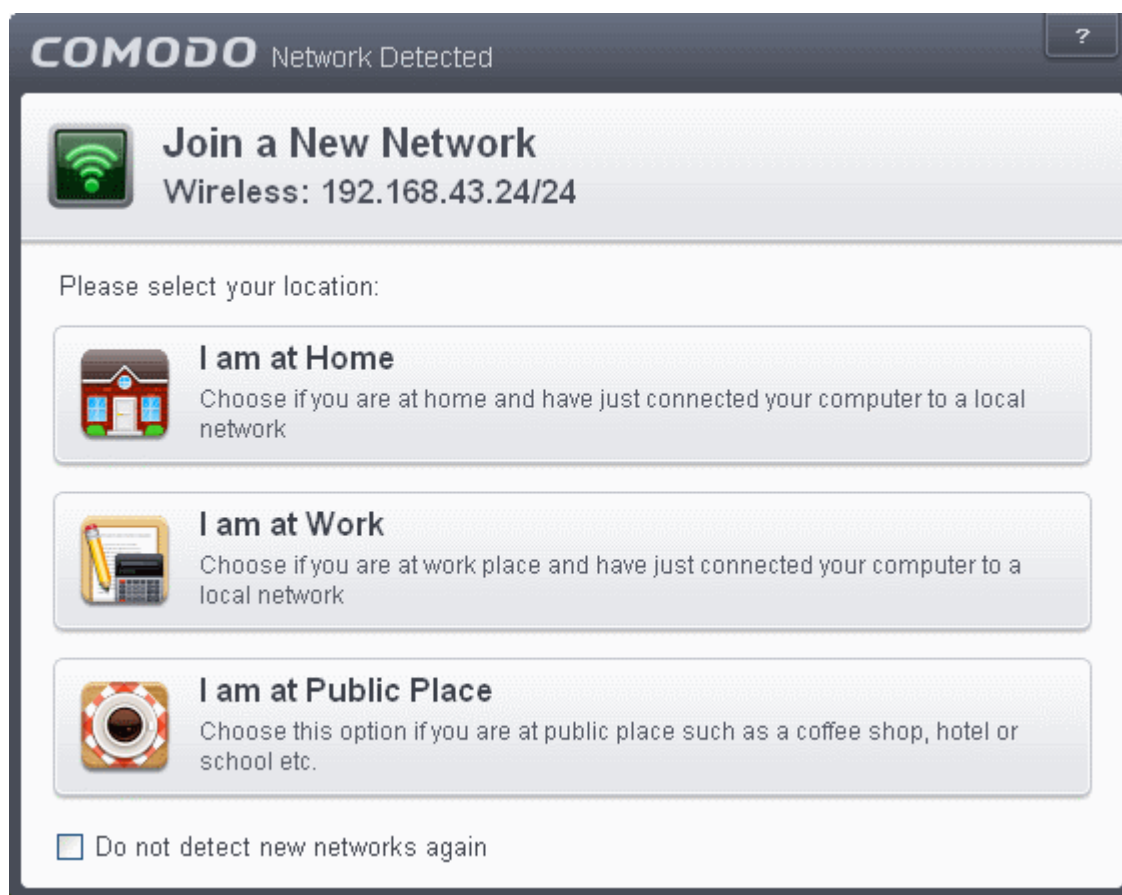 COMODO Network Detected
?
Join a New Network
Wireless: 192.168.43.24/24
Please select your location:
I am at Home
Choose if you are at home and have just connected your computer to a local
network
I am at Work
Choose if you are at work place and have just connected your computer to a
local network
I am at Public Place
Choose this option if you are at public place such as a coffee shop, hotel or
school etc.
Do not detect new networks again